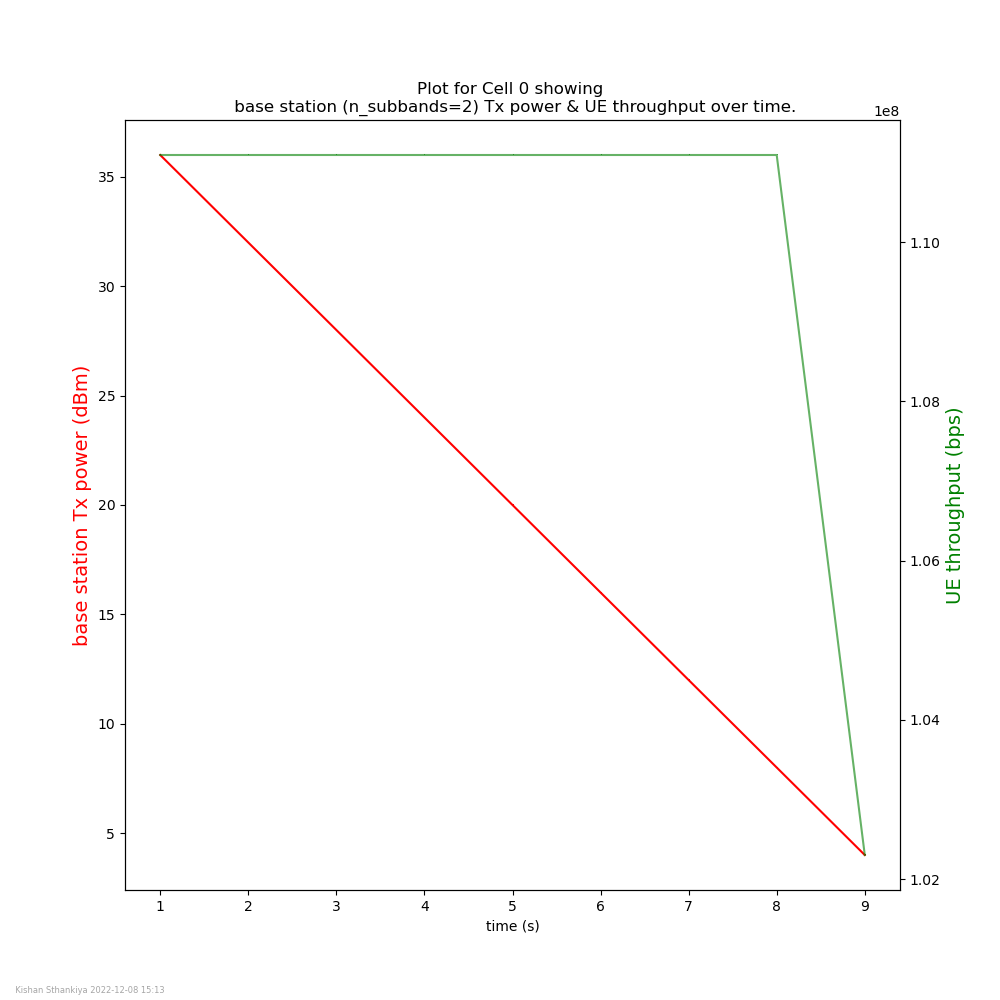 Plot for Cell 0 showing
base station (n_subbands=2) Tx power & UE throughput over time.
1e8
35
30
25
20
15
10
5
base station Tx power (dBm)
1.10
1.08
1.06
1.04
1.02
UE throughput (bps)
1 2 3 4 5 6 7 8 9
time (s)
Kishan Sthankiya 2022-12-08 15:13